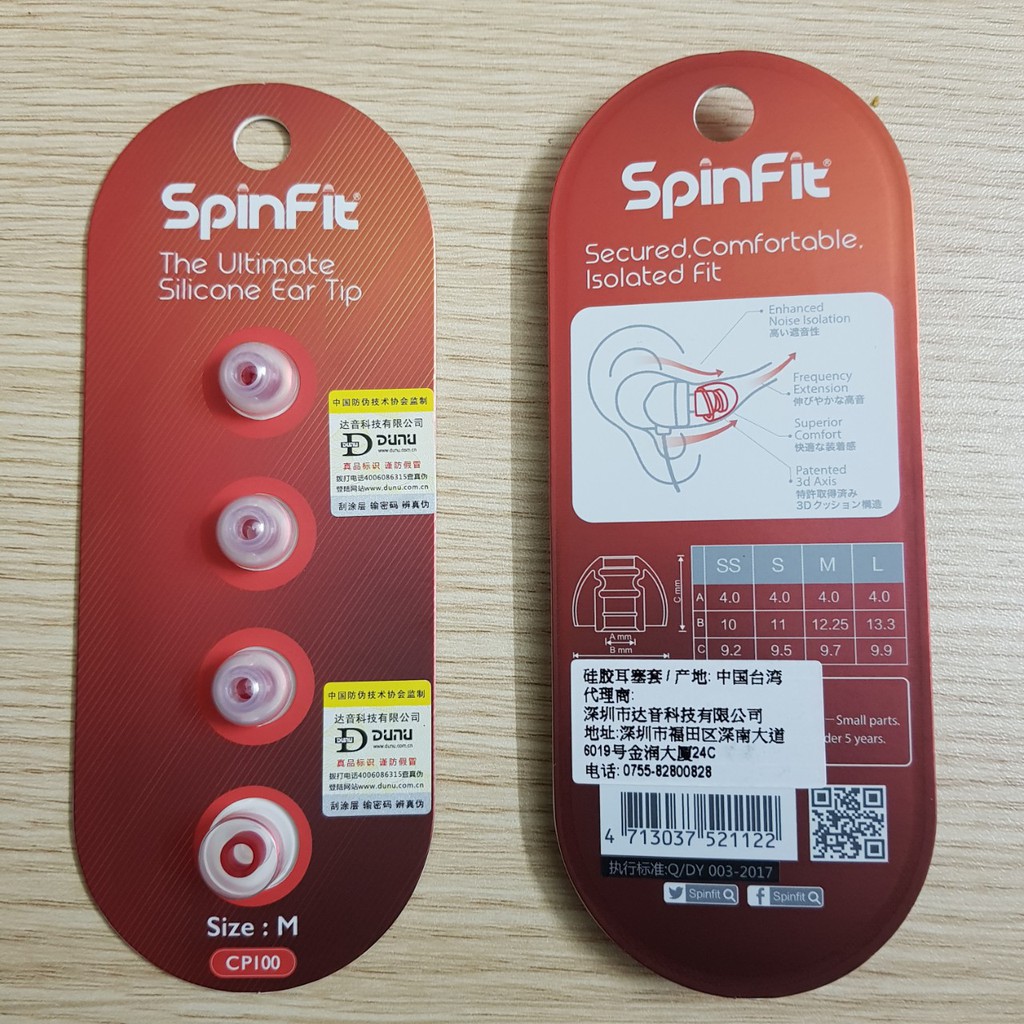 SpinFit®
The Ultimate
Silicone Ear Tip
中国防伪技术协会监制
达音科技有限公司
DUNU DUNU
www.dunu.com.cn
真品标识 谨防假冒
拨打电话4006086315查真伪
登陆网站www.dunu.com.cn
刮涂层 输密码 辨真伪
中国防伪技术协会监制
达音科技有限公司
DUNU DUNU
www.dunu.com.cn
真品标识 谨防假冒
拨打电话4006086315查真伪
登陆网站www.dunu.com.cn
刮涂层 输密码 辨真伪
Size : M
CP100
SpinFit®
Secured.Comfortable.
Isolated Fit
Enhanced
Noise Isolation
高い遮音性
Frequency
Extension
伸びやかな高音
Superior
Comfort
快適な装着感
Patented
3d Axis
特許取得済み
3Dクッション構造
C mm
A mm
B mm
SS S M L
A 4.0 4.0 4.0 4.0
B 10 11 12.25 13.3
C 9.2 9.5 9.7 9.9
硅胶耳塞套 / 产地: 中国台湾
代理商:
深圳市达音科技有限公司
地址:深圳市福田区深南大道
6019号金润大厦24C
电话: 0755-82800828
–Small parts.
5 years.
4 713037 521122
执行标准:Q/DY 003-2017
Spinfit
Spinfit